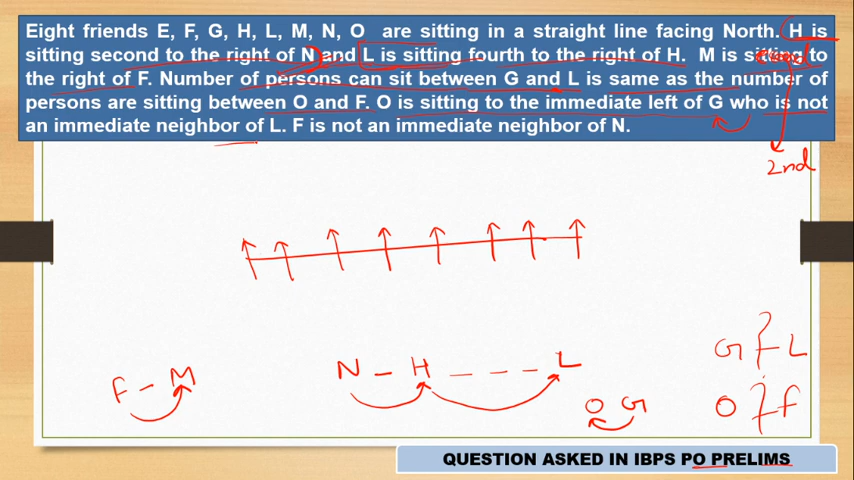 Eight friends E, F, G, H, L, M, N, O are sitting in a straight line facing North. H is
sitting second to the right of N and L is sitting fourth to the right of H. M is sitting to
the right of F. Number of persons can sit between G and L is same as the number of
persons are sitting between O and F. O is sitting to the immediate left of G who is not
an immediate neighbor of L. F is not an immediate neighbor of N.
2nd
G L
F – M
N – H – – – L
O G
O F
QUESTION ASKED IN IBPS PO PRELIMS